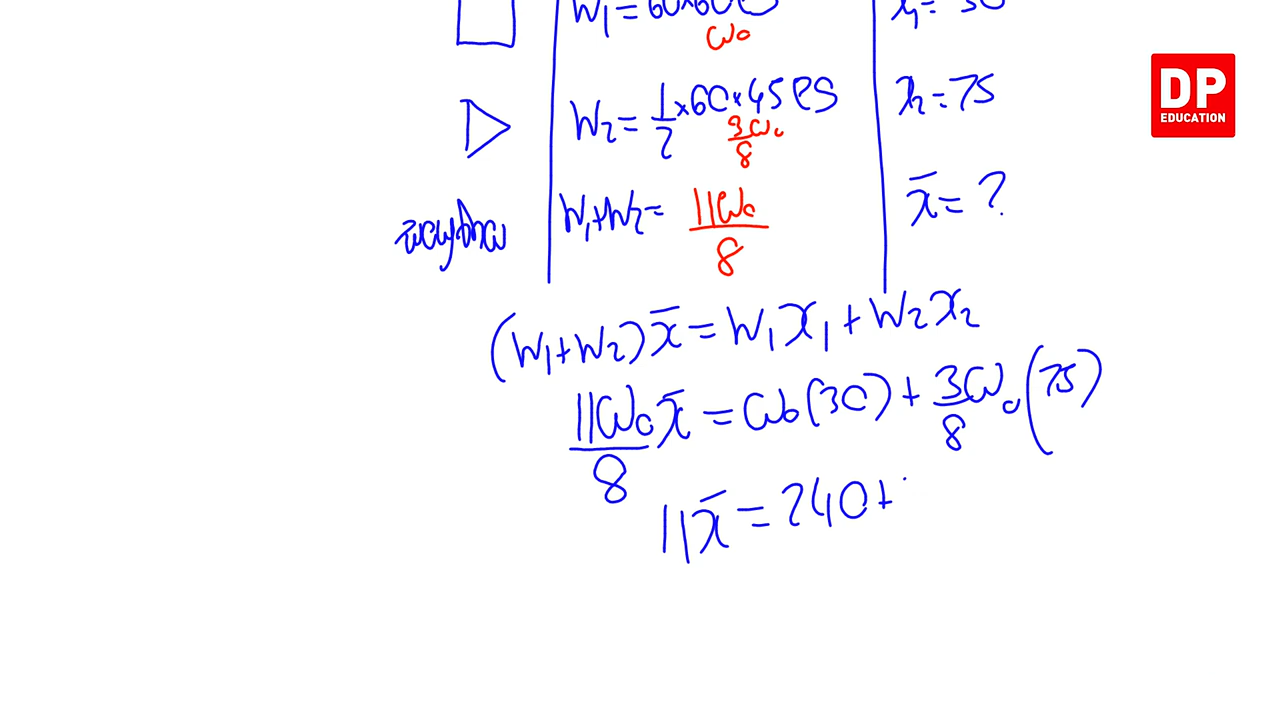 W₁ = 60×60
x₁ = 30
ω₀
DP
EDUCATION
W₂ = 1/2 × 60 × 45 ρg
x₂ = 75
3ω₀/8
W₁+W₂ = 11ω₀/8
x̄ = ?
(W₁+W₂) x̄ = W₁x₁ + W₂x₂
11ω₀/8 x̄ = ω₀(30) + 3/8 ω₀ (75)
11x̄ = 240 +